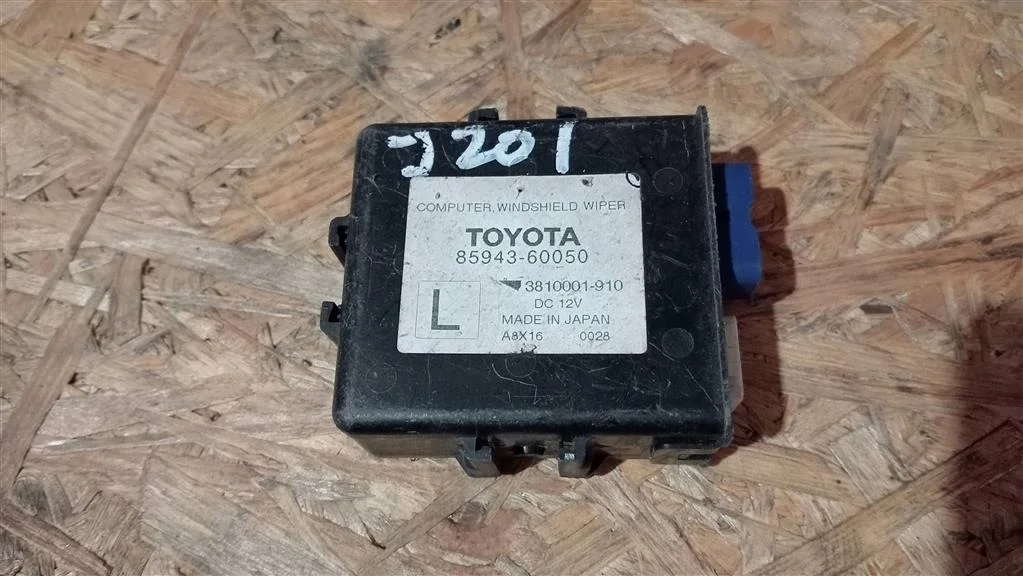 J201
COMPUTER, WINDSHIELD WIPER
TOYOTA
85943-60050
3810001-910
L
DC 12V
MADE IN JAPAN
A8X16 0028